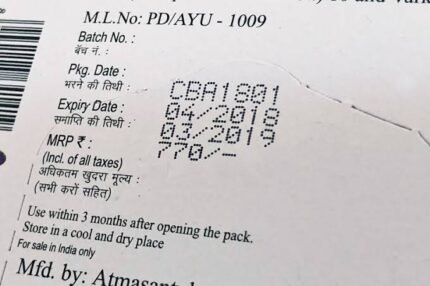 M.L.No: PD/AYU - 1009
Batch No. :
बॅच नं. :
Pkg. Date :
भरने की तिथी :
Expiry Date :
समाप्ति की तिथी :
MRP ₹ :
(Incl. of all taxes)
अधिकतम खुदरा मूल्य :
(सभी करों सहित)
CBA1801
04/2018
03/2019
770/-
Use within 3 months after opening the pack.
Store in a cool and dry place
For sale in India only
Mfd. by: